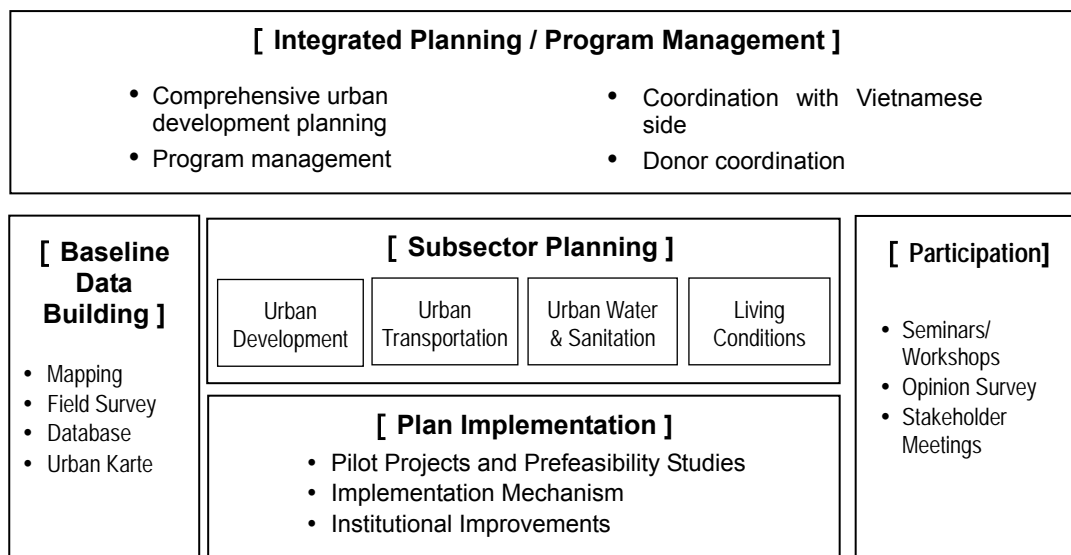 [ Integrated Planning / Program Management ]
• Comprehensive urban
development planning
• Program management
• Coordination with Vietnamese
side
• Donor coordination
[ Baseline
Data
Building ]
• Mapping
• Field Survey
• Database
• Urban Karte
[ Subsector Planning ]
Urban
Development
Urban
Transportation
Urban Water
& Sanitation
Living
Conditions
[ Plan Implementation ]
• Pilot Projects and Prefeasibility Studies
• Implementation Mechanism
• Institutional Improvements
[ Participation]
• Seminars/
Workshops
• Opinion Survey
• Stakeholder
Meetings